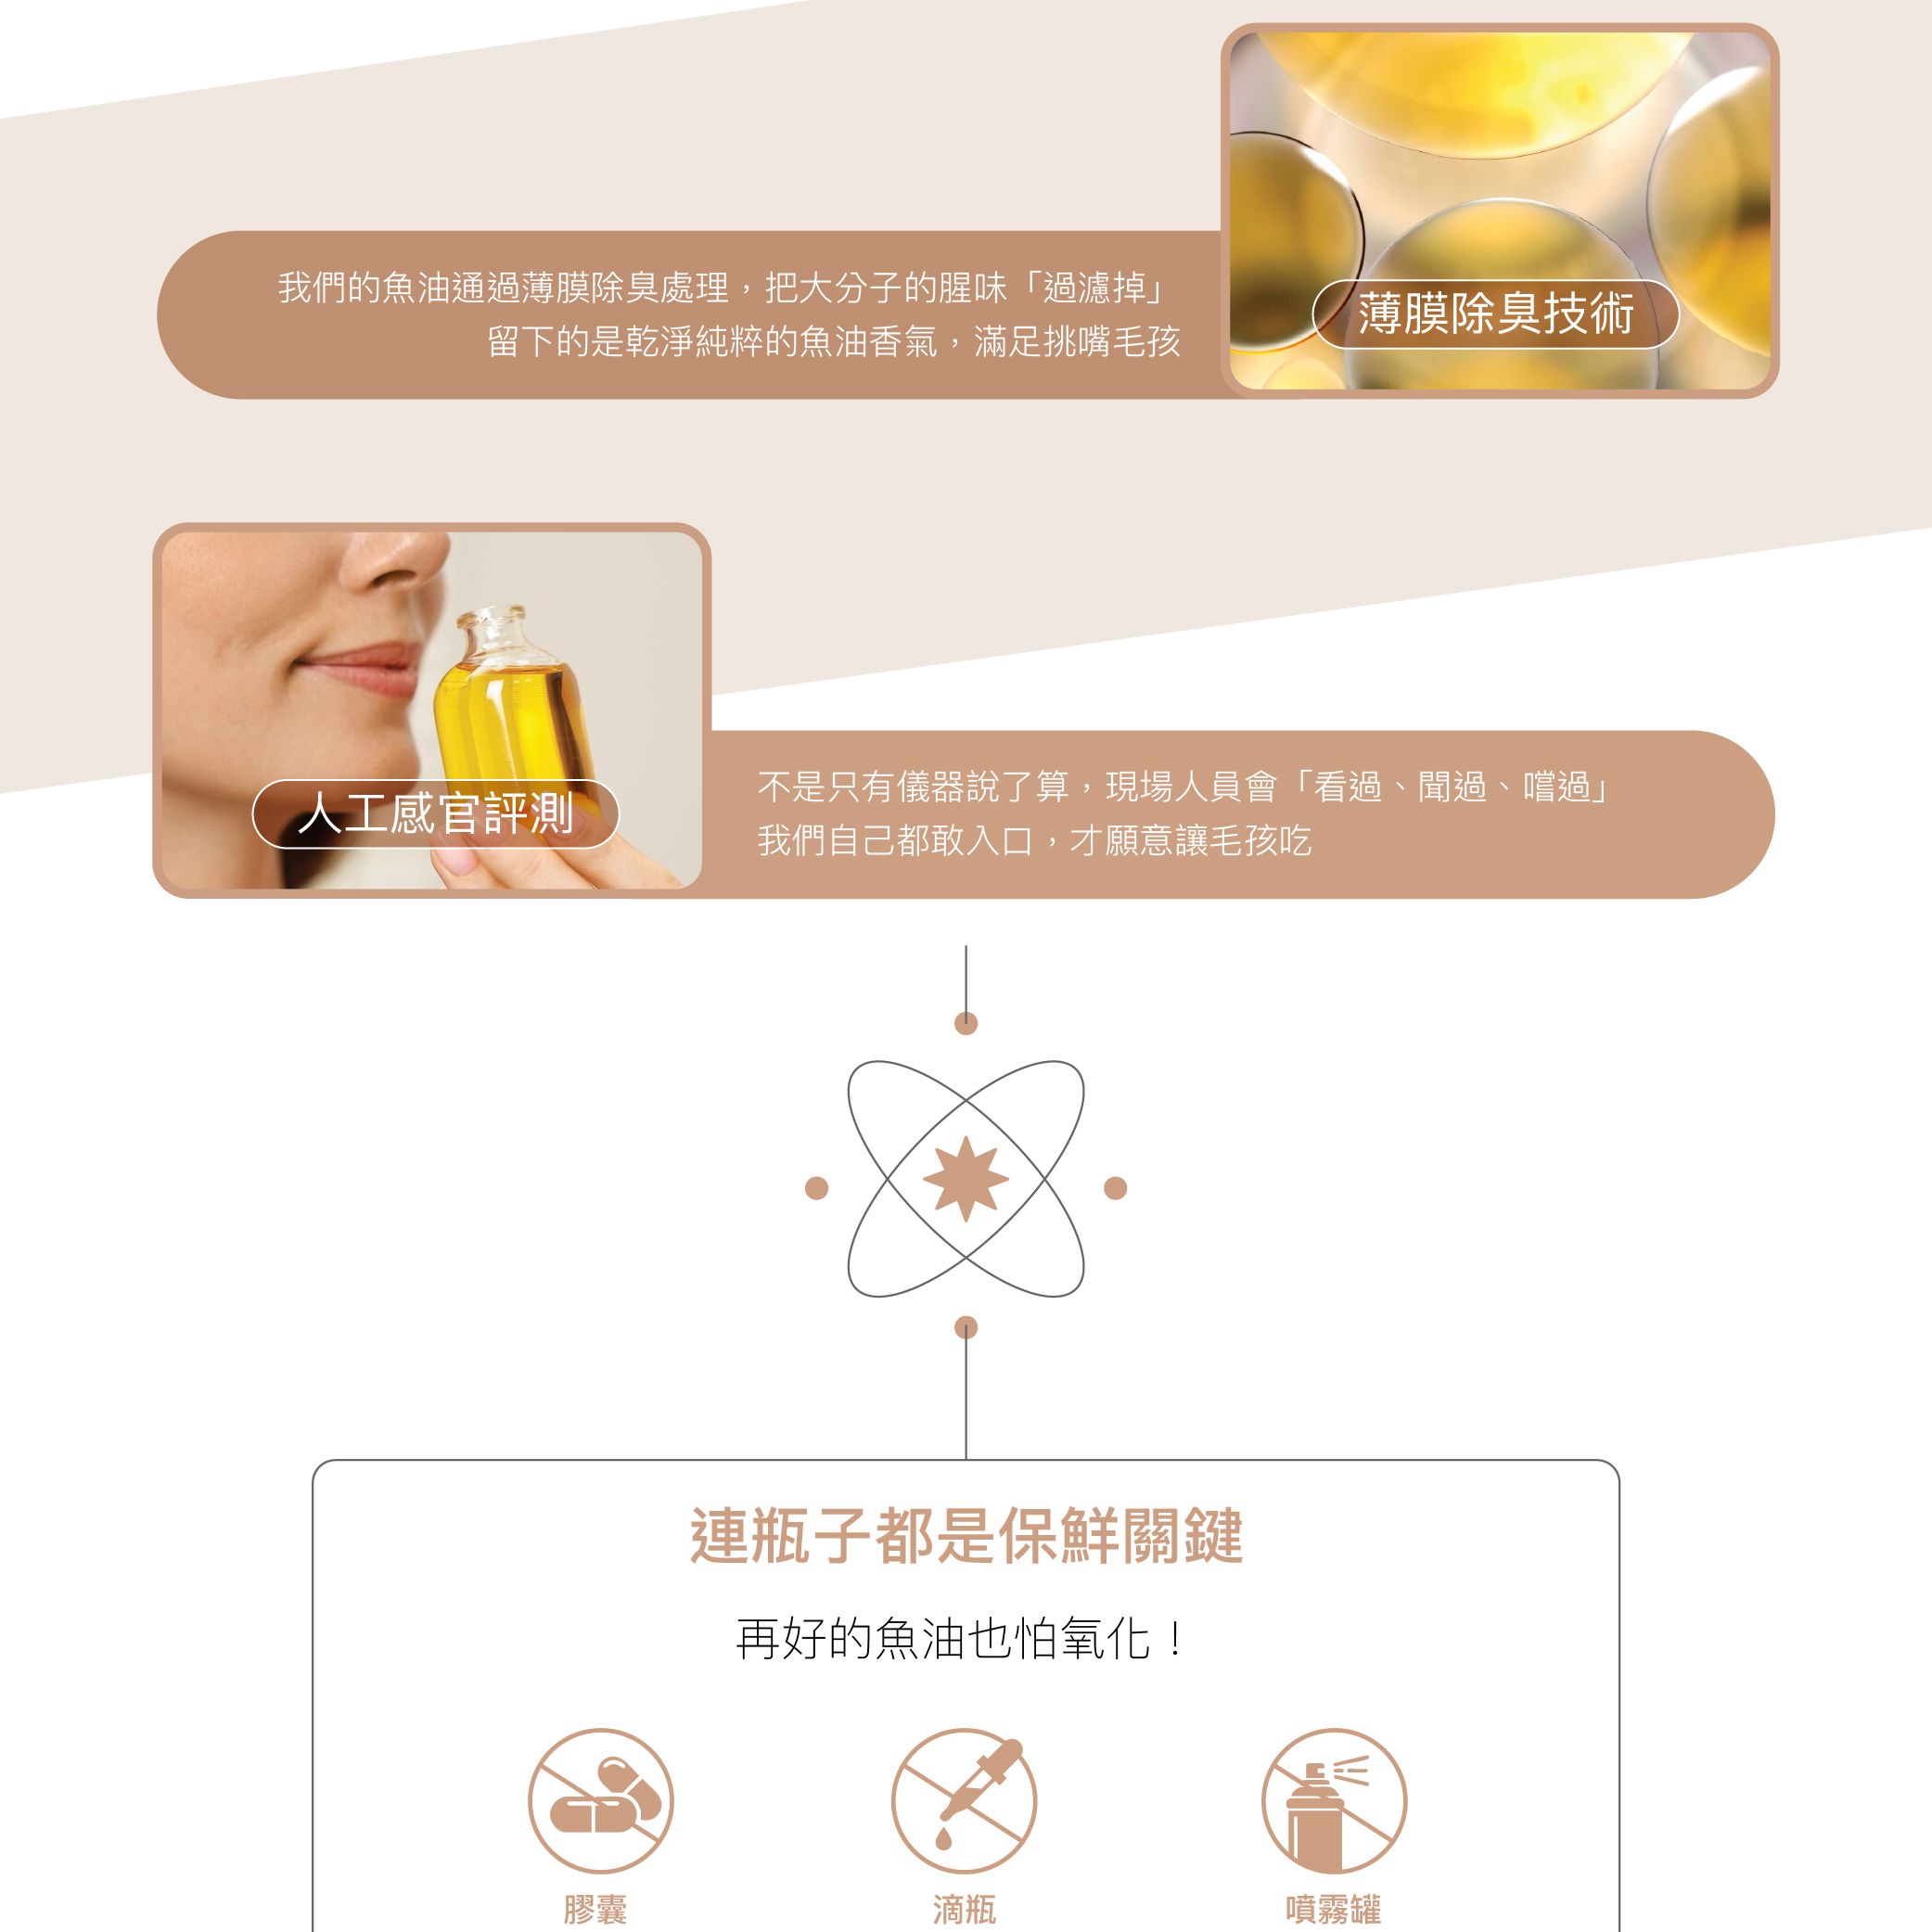 我們的魚油通過薄膜除臭處理，把大分子的腥味「過濾掉」
留下的是乾淨純粹的魚油香氣，滿足挑嘴毛孩
薄膜除臭技術
人工感官評測
不是只有儀器說了算，現場人員會「看過、聞過、嚐過」
我們自己都敢入口，才願意讓毛孩吃
連瓶子都是保鮮關鍵
再好的魚油也怕氧化！
膠囊
滴瓶
噴霧罐